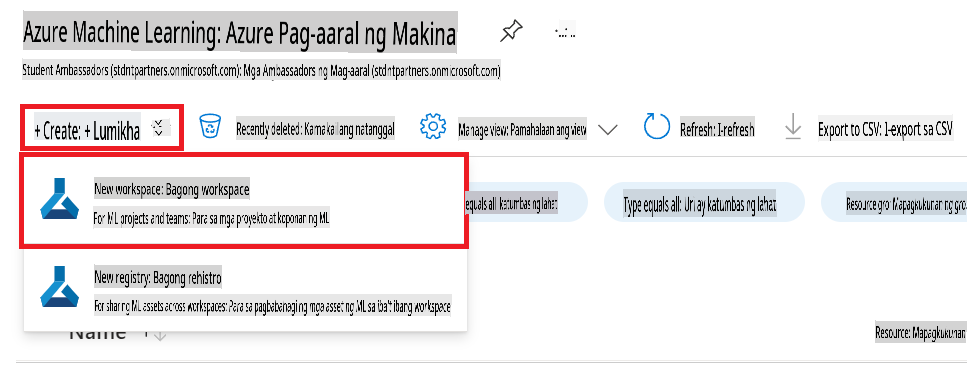 Azure Machine Learning: Azure Pag-aaral ng Makina
Student Ambassadors (stdntpartners.onmicrosoft.com): Mga Ambassadors ng Mag-aaral (stdntpartners.onmicrosoft.com)
+ Create: + Lumikha
Recently deleted: Kamakailang natanggal
Manage view: Pamahalaan ang view
Refresh: I-refresh
Export to CSV: I-export sa CSV
New workspace: Bagong workspace
For ML projects and teams: Para sa mga proyekto at koponan ng ML
equals all: katumbas ng lahat
Type equals all: Uri ay katumbas ng lahat
Resource gro: Mapagkukunan ng gro
New registry: Bagong rehistro
For sharing ML assets across workspaces: Para sa pagbabahagi ng mga asset ng ML sa iba't ibang workspace
Name
Resource: Mapagkukunan